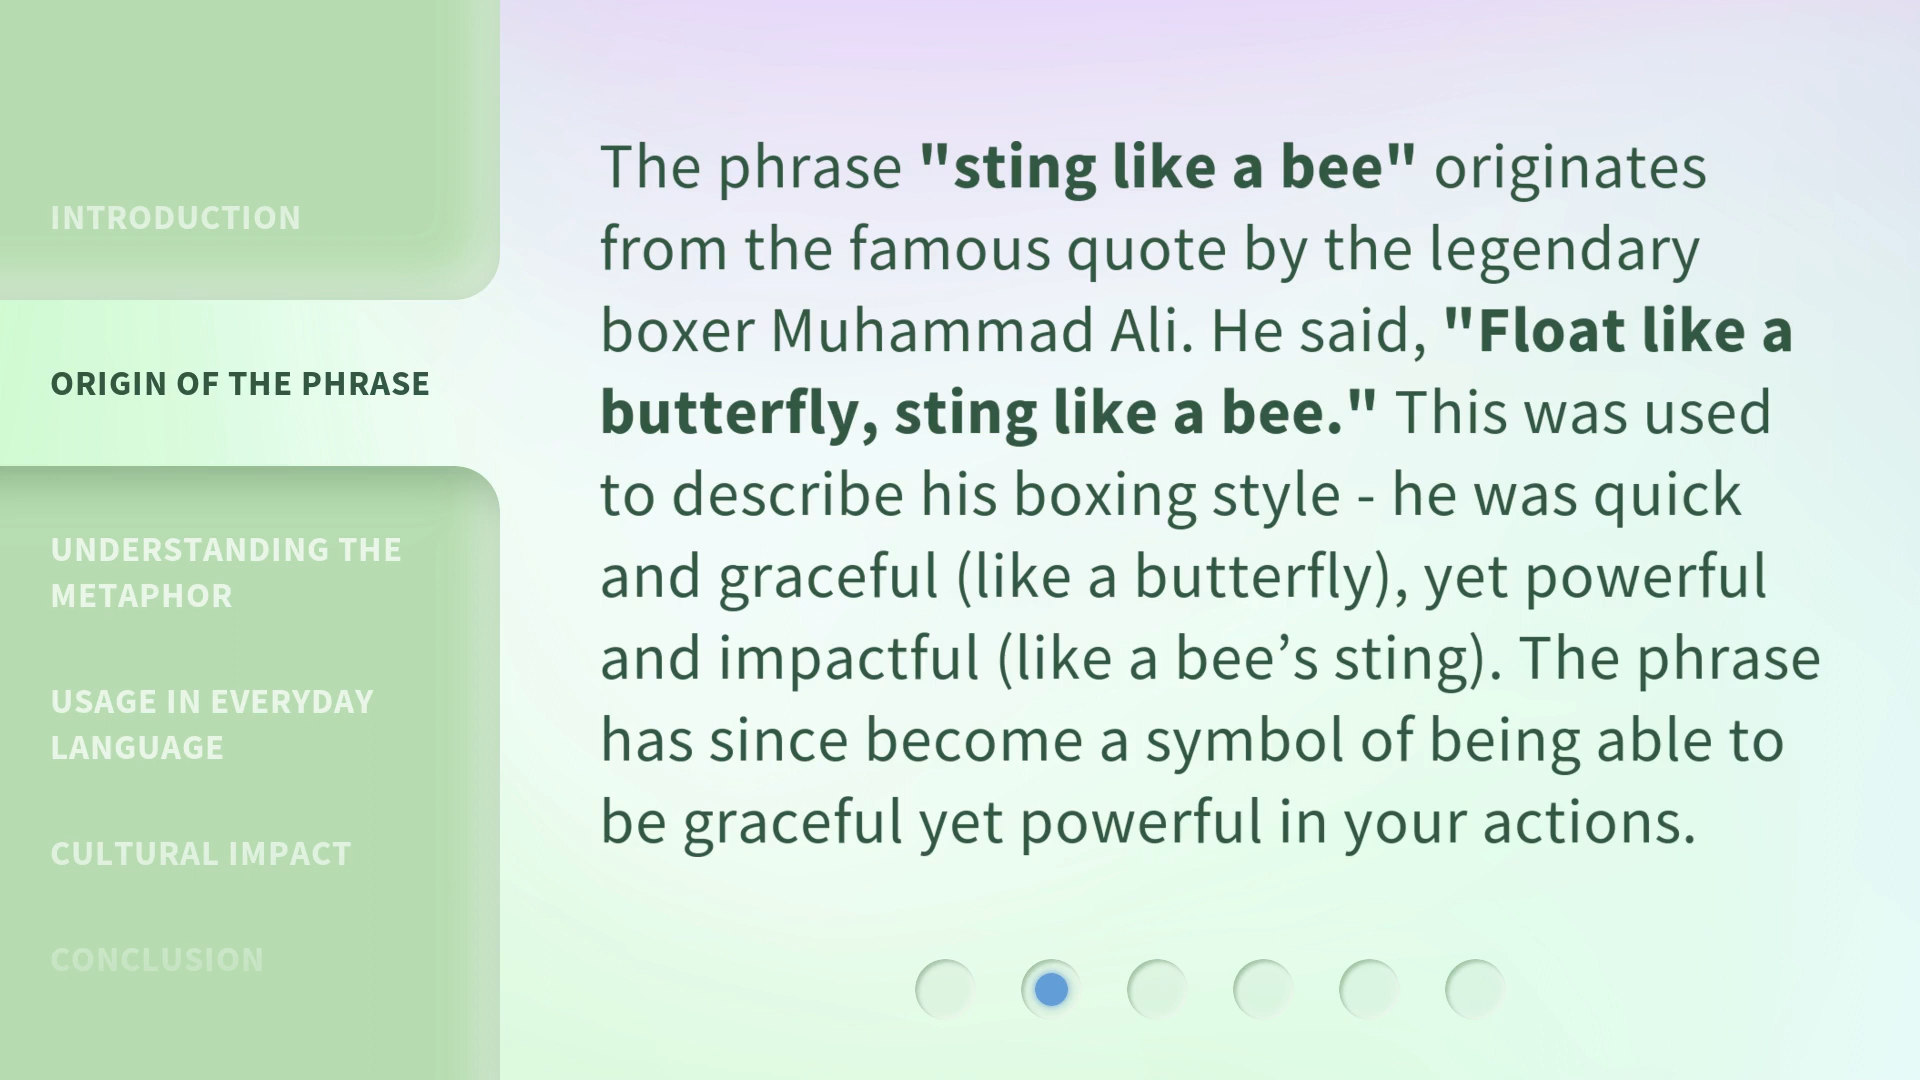 INTRODUCTION
ORIGIN OF THE PHRASE
UNDERSTANDING THE
METAPHOR
USAGE IN EVERYDAY
LANGUAGE
CULTURAL IMPACT
CONCLUSION
The phrase "sting like a bee" originates
from the famous quote by the legendary
boxer Muhammad Ali. He said, "Float like a
butterfly, sting like a bee." This was used
to describe his boxing style - he was quick
and graceful (like a butterfly), yet powerful
and impactful (like a bee’s sting). The phrase
has since become a symbol of being able to
be graceful yet powerful in your actions.